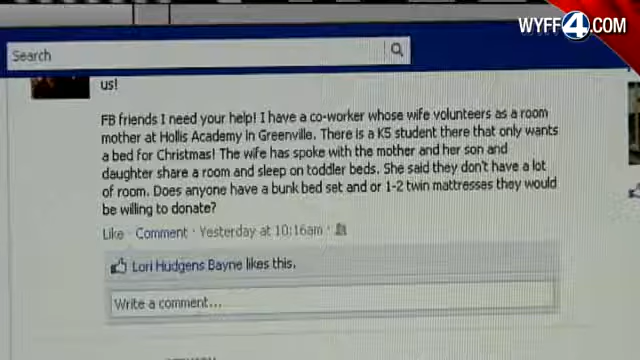 WYFF4.COM
Search
us!
FB friends I need your help! I have a co-worker whose wife volunteers as a room
mother at Hollis Academy in Greenville. There is a K5 student there that only wants
a bed for Christmas! The wife has spoke with the mother and her son and
daughter share a room and sleep on toddler beds. She said they don't have a lot
of room. Does anyone have a bunk bed set and or 1-2 twin mattresses they would
be willing to donate?
Like · Comment · Yesterday at 10:16am ·
Lori Hudgens Bayne likes this.
Write a comment...